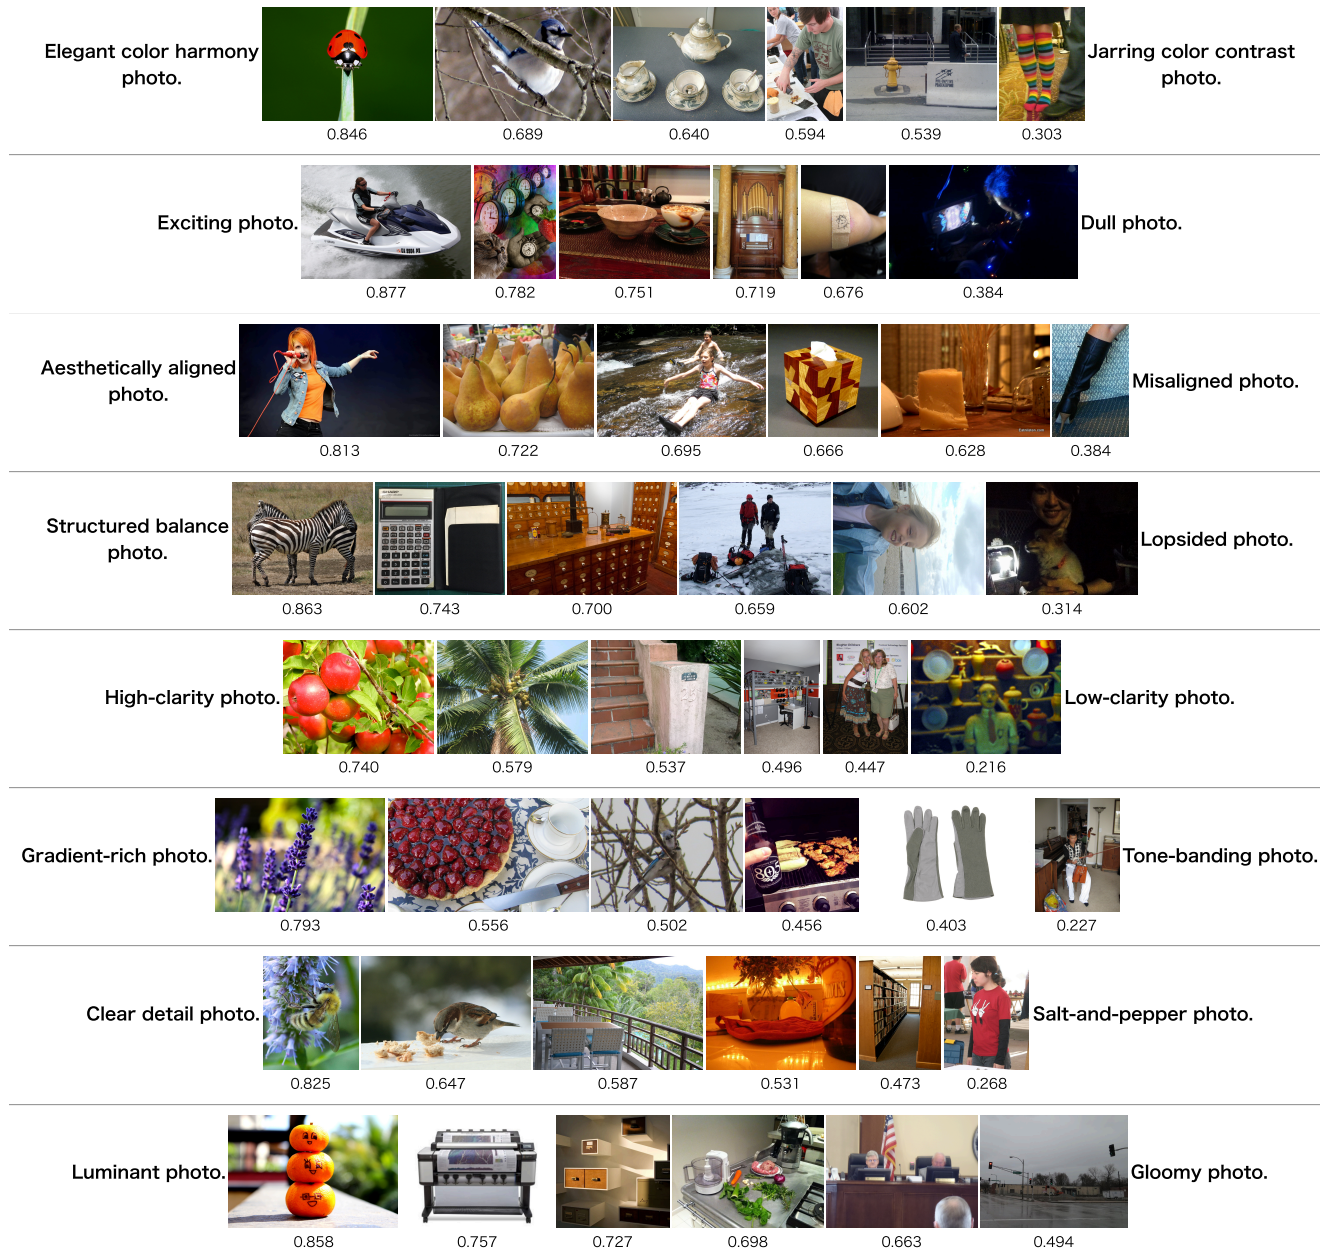 Elegant color harmony
photo.
Jarring color contrast
photo.
0.846 0.689 0.640 0.594 0.539 0.303
Exciting photo.
Dull photo.
0.877 0.782 0.751 0.719 0.676 0.384
Aesthetically aligned
photo.
Misaligned photo.
0.813 0.722 0.695 0.666 0.628 0.384
Structured balance
photo.
Lopsided photo.
0.863 0.743 0.700 0.659 0.602 0.314
High-clarity photo.
Low-clarity photo.
0.740 0.579 0.537 0.496 0.447 0.216
Gradient-rich photo.
805
Tone-banding photo.
0.793 0.556 0.502 0.456 0.403 0.227
Clear detail photo.
Salt-and-pepper photo.
0.825 0.647 0.587 0.531 0.473 0.268
Luminant photo.
Gloomy photo.
0.858 0.757 0.727 0.698 0.663 0.494